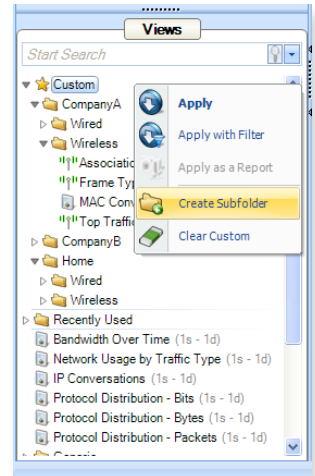 Views
Start Search
Custom
CompanyA
Apply
Wired
Wireless
Apply with Filter
Associatio
Frame Typ
Apply as a Report
MAC Conv
Create Subfolder
Top Traffic
CompanyB
Clear Custom
Home
Wired
Wireless
Recently Used
Bandwidth Over Time (1s - 1d)
Network Usage by Traffic Type (1s - 1d)
IP Conversations (1s - 1d)
Protocol Distribution - Bits (1s - 1d)
Protocol Distribution - Bytes (1s - 1d)
Protocol Distribution - Packets (1s - 1d)